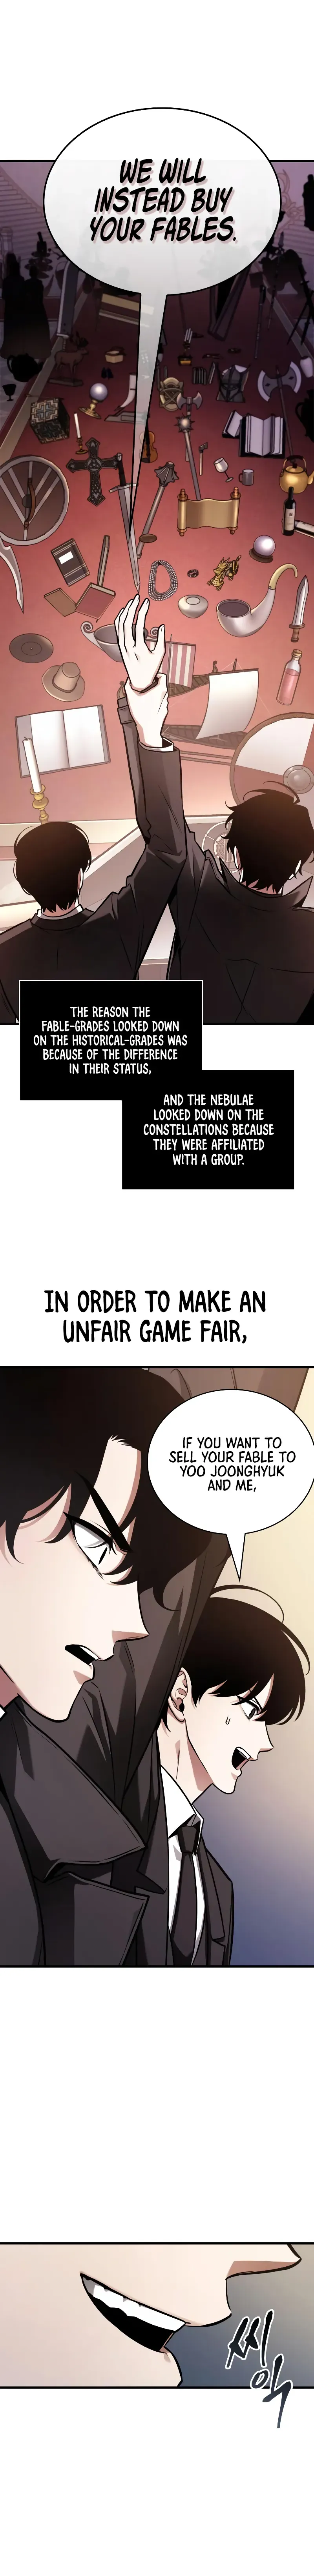 WE WILL
INSTEAD BUY
YOUR FABLES.
THE REASON THE
FABLE-GRADES LOOKED DOWN
ON THE HISTORICAL-GRADES WAS
BECAUSE OF THE DIFFERENCE
IN THEIR STATUS,
AND THE NEBULAE
LOOKED DOWN ON THE
CONSTELLATIONS BECAUSE
THEY WERE AFFILIATED
WITH A GROUP.
IN ORDER TO MAKE AN
UNFAIR GAME FAIR,
IF YOU WANT TO
SELL YOUR FABLE TO
YOO JOONGHYUK
AND ME,
씨익